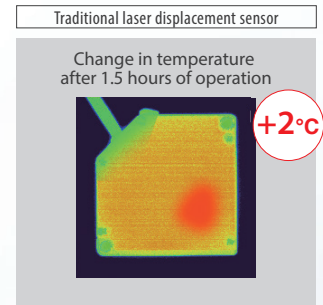 Traditional laser displacement sensor
Change in temperature
after 1.5 hours of operation
+2°C